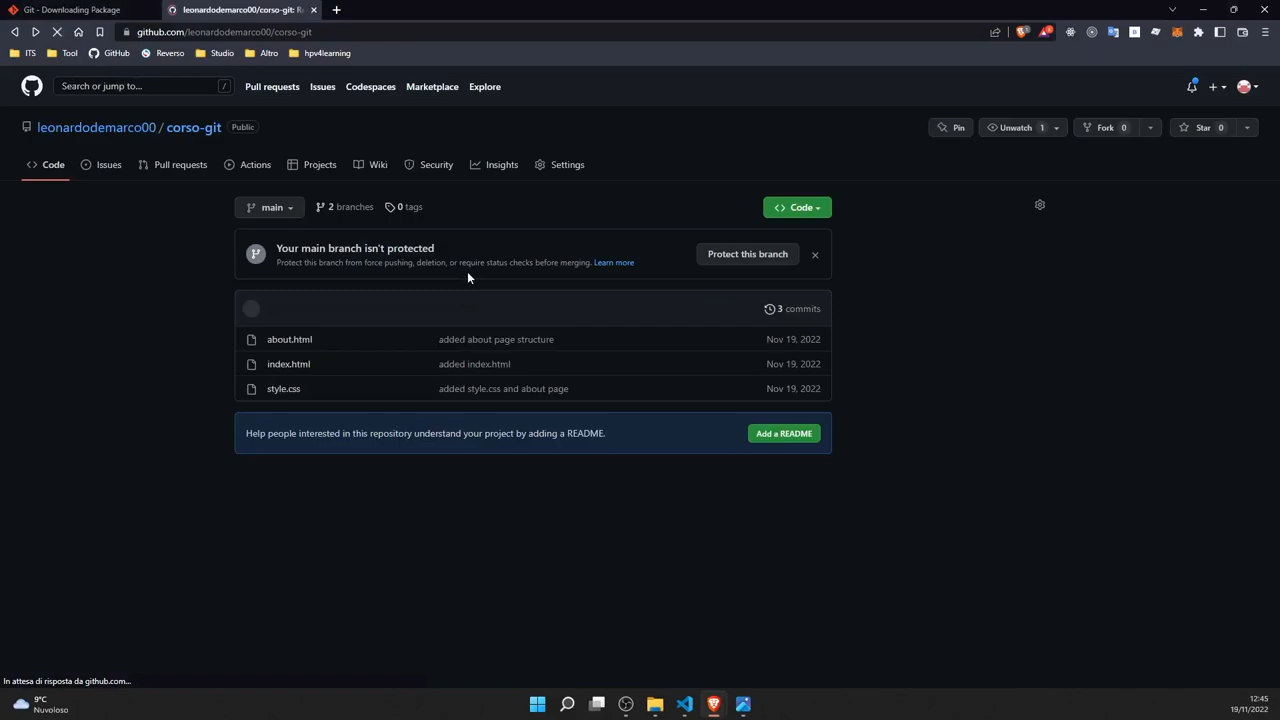 Git - Downloading Package
leonardodemarco00/corso-git: Re
github.com/leonardodemarco00/corso-git
ITS Tool GitHub Reverso Studio Altro hpv4learning
Search or jump to... / Pull requests Issues Codespaces Marketplace Explore
leonardodemarco00 / corso-git Public Pin Unwatch 1 Fork 0 Star 0
Code Issues Pull requests Actions Projects Wiki Security Insights Settings
main 2 branches 0 tags Code
Your main branch isn't protected
Protect this branch from force pushing, deletion, or require status checks before merging. Learn more
Protect this branch
3 commits
about.html added about page structure Nov 19, 2022
index.html added index.html Nov 19, 2022
style.css added style.css and about page Nov 19, 2022
Help people interested in this repository understand your project by adding a README. Add a README
In attesa di risposta da github.com...
9°C
Nuvoloso
12:45
19/11/2022